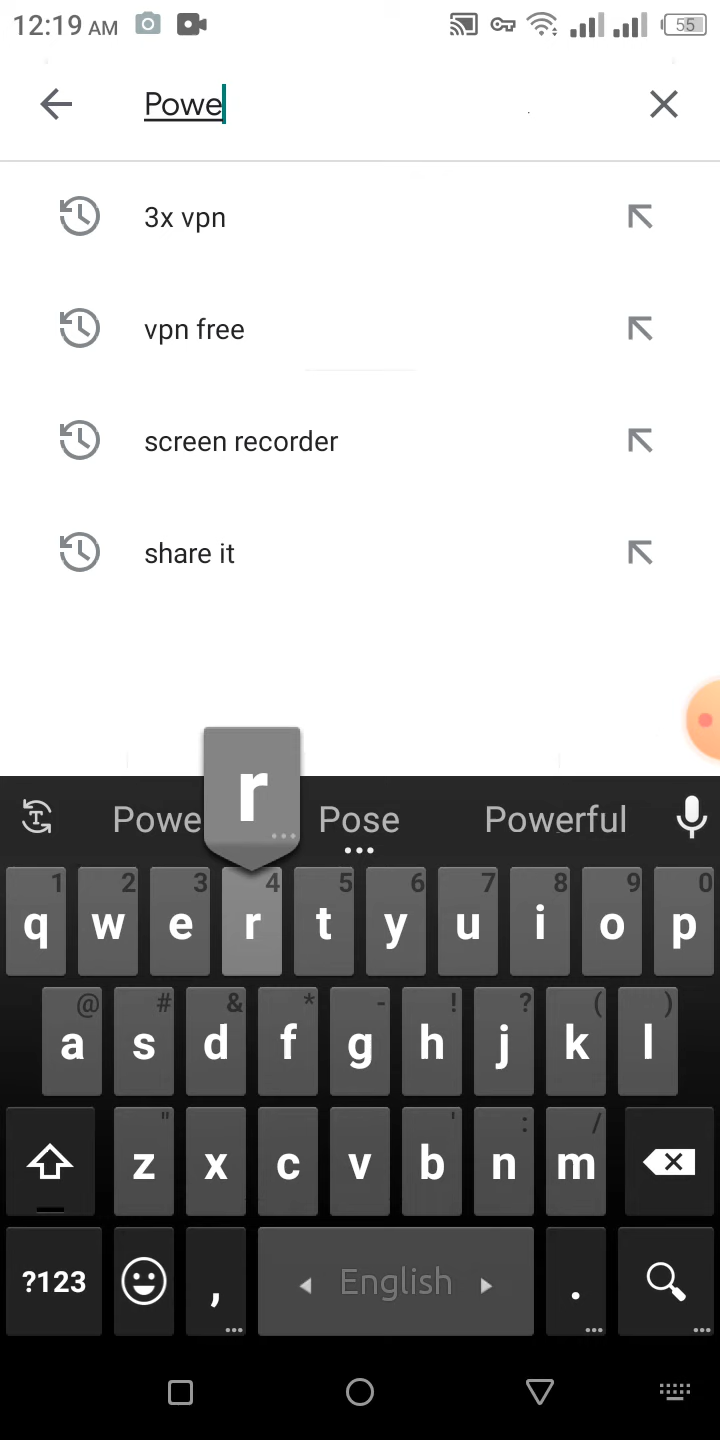 12:19 AM
55
Powe
3x vpn
vpn free
screen recorder
share it
r
Powe Pose Powerful
1 2 3 4 5 6 7 8 9 0
q w e r t y u i o p
@ # & * - ! ? ( )
a s d f g h j k l
" ' : /
z x c v b n m
?123 , English .